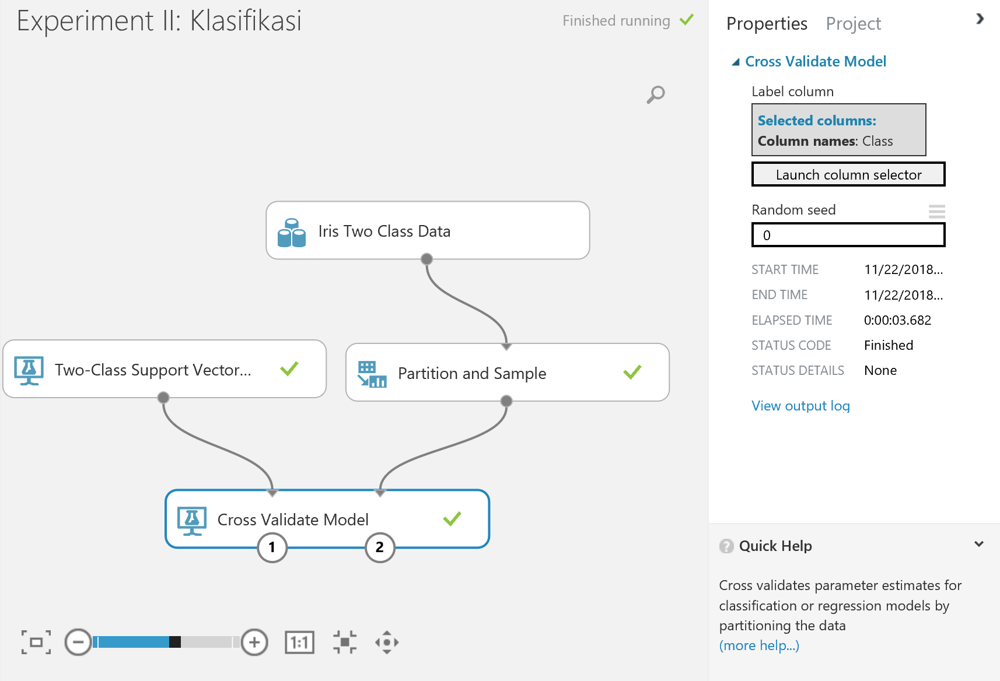 Experiment II: Klasifikasi
Finished running
Iris Two Class Data
Two-Class Support Vector...
Partition and Sample
Cross Validate Model
1
2
1:1
Properties
Project
Cross Validate Model
Label column
Selected columns:
Column names: Class
Launch column selector
Random seed
0
START TIME 11/22/2018...
END TIME 11/22/2018...
ELAPSED TIME 0:00:03.682
STATUS CODE Finished
STATUS DETAILS None
View output log
? Quick Help
Cross validates parameter estimates for
classification or regression models by
partitioning the data
(more help...)